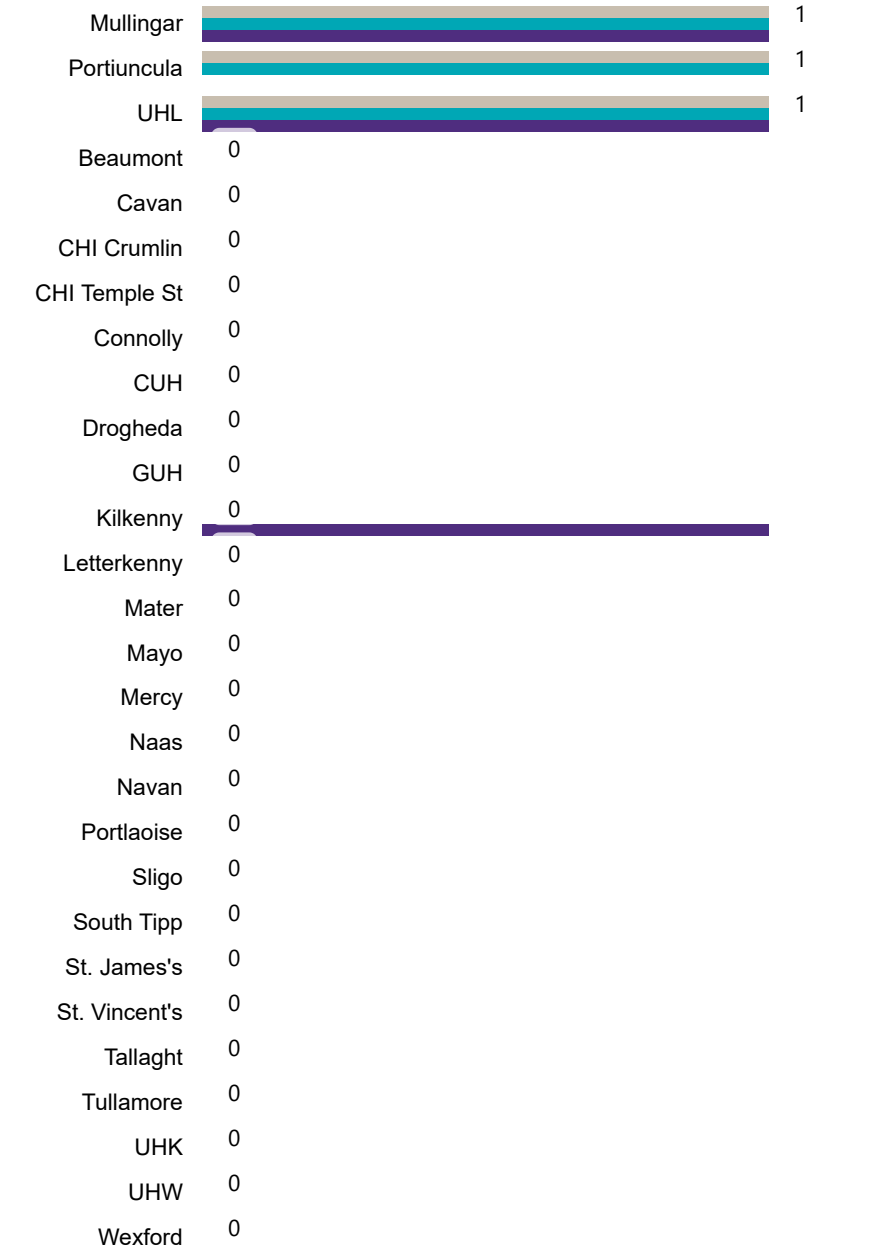 Mullingar 1
Portiuncula 1
UHL 1
Beaumont 0
Cavan 0
CHI Crumlin 0
CHI Temple St 0
Connolly 0
CUH 0
Drogheda 0
GUH 0
Kilkenny 0
Letterkenny 0
Mater 0
Mayo 0
Mercy 0
Naas 0
Navan 0
Portlaoise 0
Sligo 0
South Tipp 0
St. James's 0
St. Vincent's 0
Tallaght 0
Tullamore 0
UHK 0
UHW 0
Wexford 0